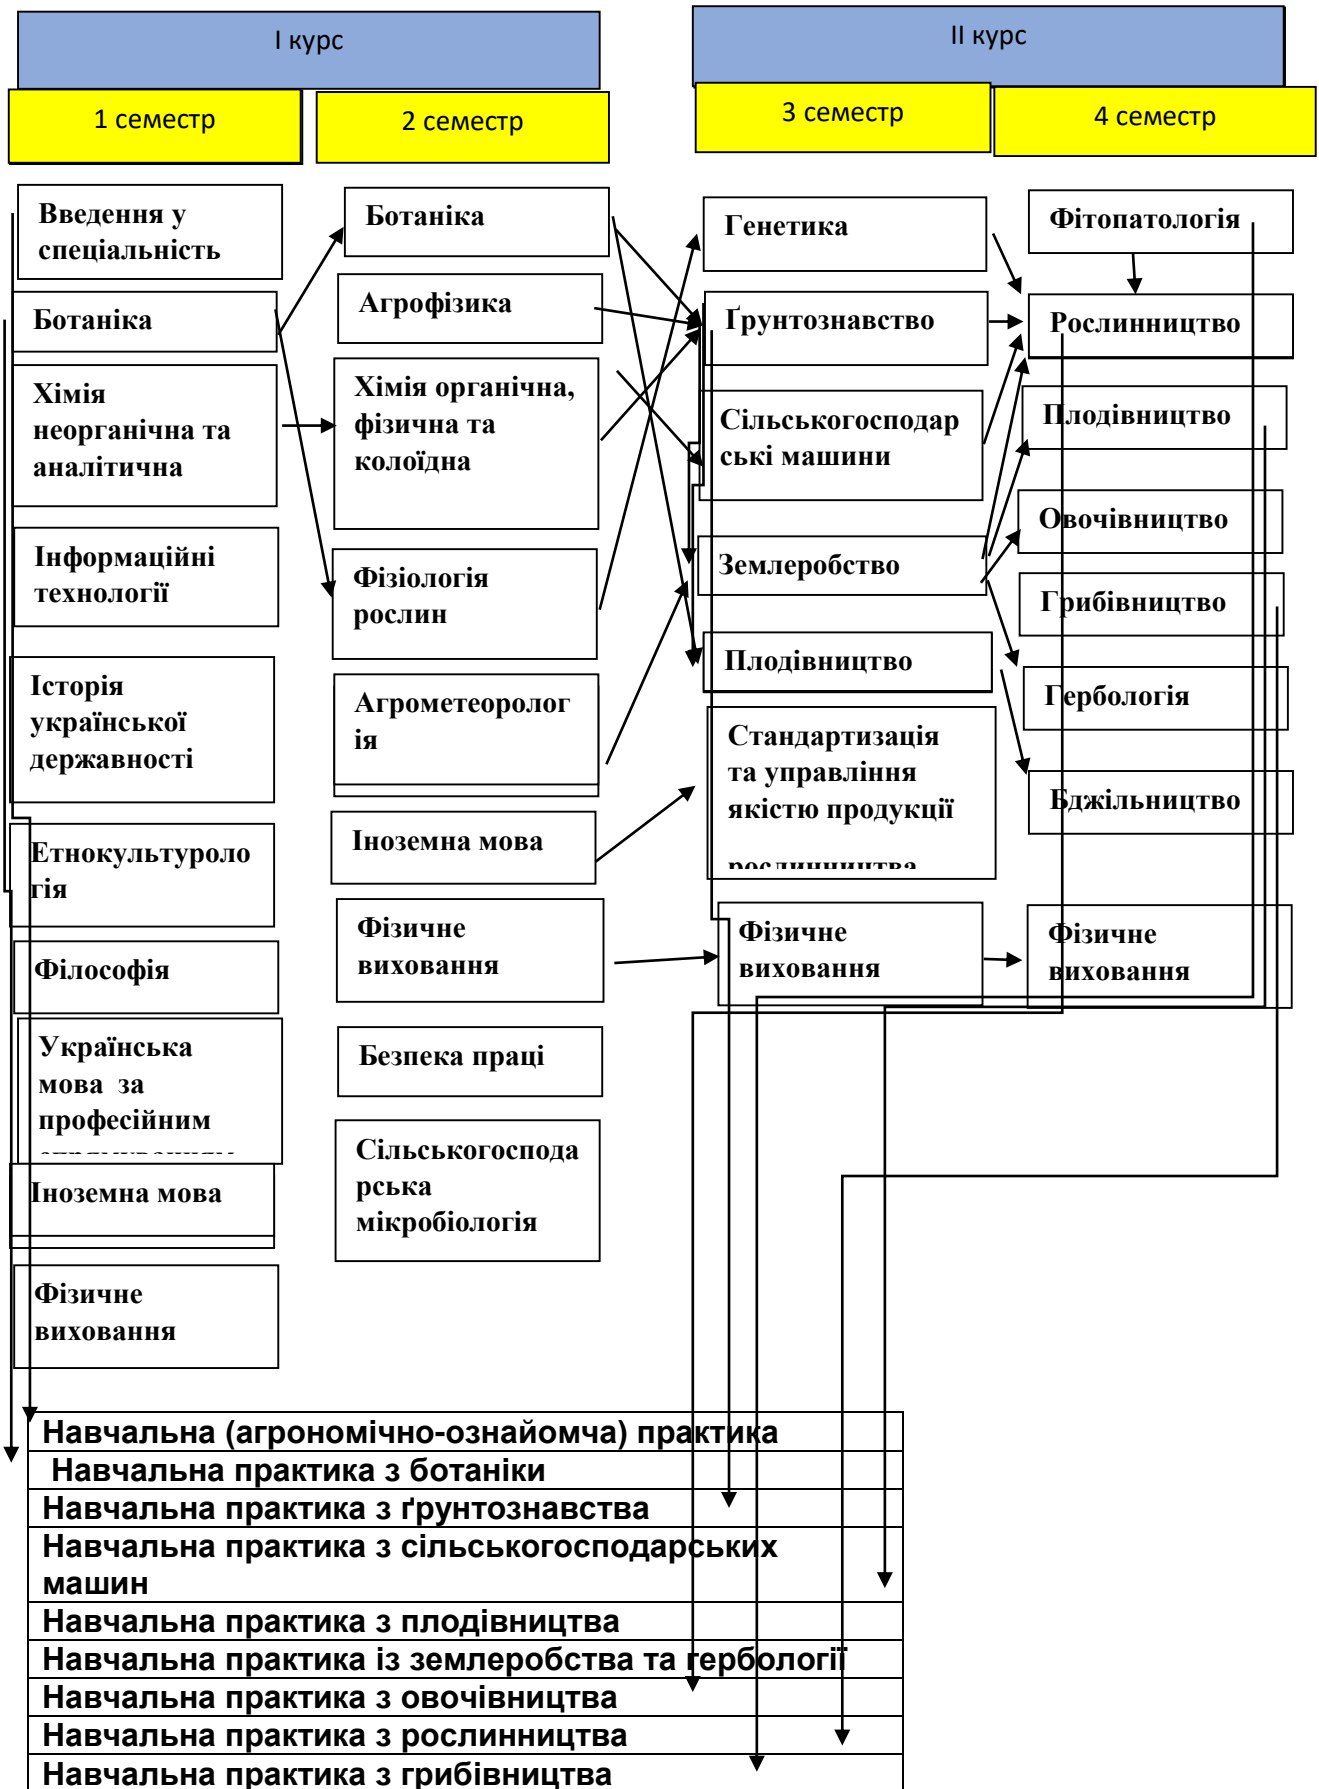 І курс
ІІ курс
1 семестр
2 семестр
3 семестр
4 семестр
Введення у
спеціальність
Ботаніка
Хімія
неорганічна та
аналітична
Інформаційні
технології
Історія
української
державності
Етнокультуроло
гія
Філософія
Українська
мова за
професійним
спрямуванням
Іноземна мова
Фізичне
виховання
Ботаніка
Агрофізика
Хімія органічна,
фізична та
колоїдна
Фізіологія
рослин
Агрометеоролог
ія
Іноземна мова
Фізичне
виховання
Безпека праці
Сільськогоспода
рська
мікробіологія
Генетика
Ґрунтознавство
Сільськогосподар
ські машини
Землеробство
Плодівництво
Стандартизація
та управління
якістю продукції
рослинництва
Фізичне
виховання
Фітопатологія
Рослинництво
Плодівництво
Овочівництво
Грибівництво
Гербологія
Бджільництво
Фізичне
виховання
Навчальна (агрономічно-ознайомча) практика
Навчальна практика з ботаніки
Навчальна практика з ґрунтознавства
Навчальна практика з сільськогосподарських
машин
Навчальна практика з плодівництва
Навчальна практика із землеробства та гербології
Навчальна практика з овочівництва
Навчальна практика з рослинництва
Навчальна практика з грибівництва